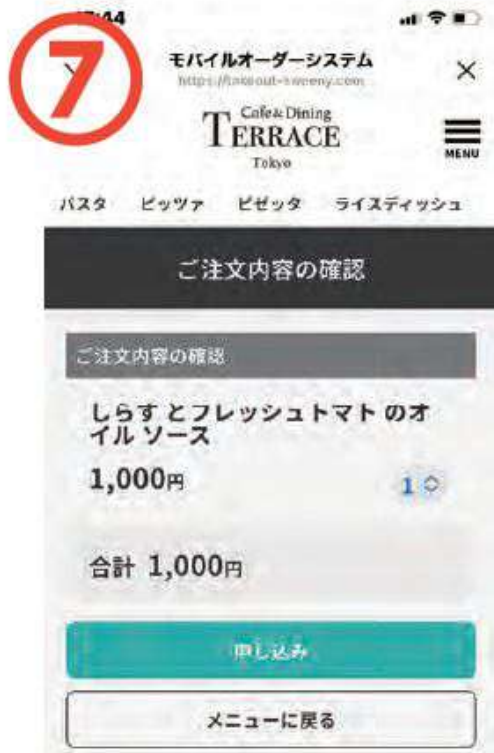 ⑦
モバイルオーダーシステム
Cafe & Dining
TERRACE
Tokyo
MENU
パスタ ピッツァ ピゼッタ ライスディッシュ
ご注文内容の確認
ご注文内容の確認
しらす とフレッシュトマト のオ
イル ソース
1,000円 1
合計 1,000円
申し込み
メニューに戻る